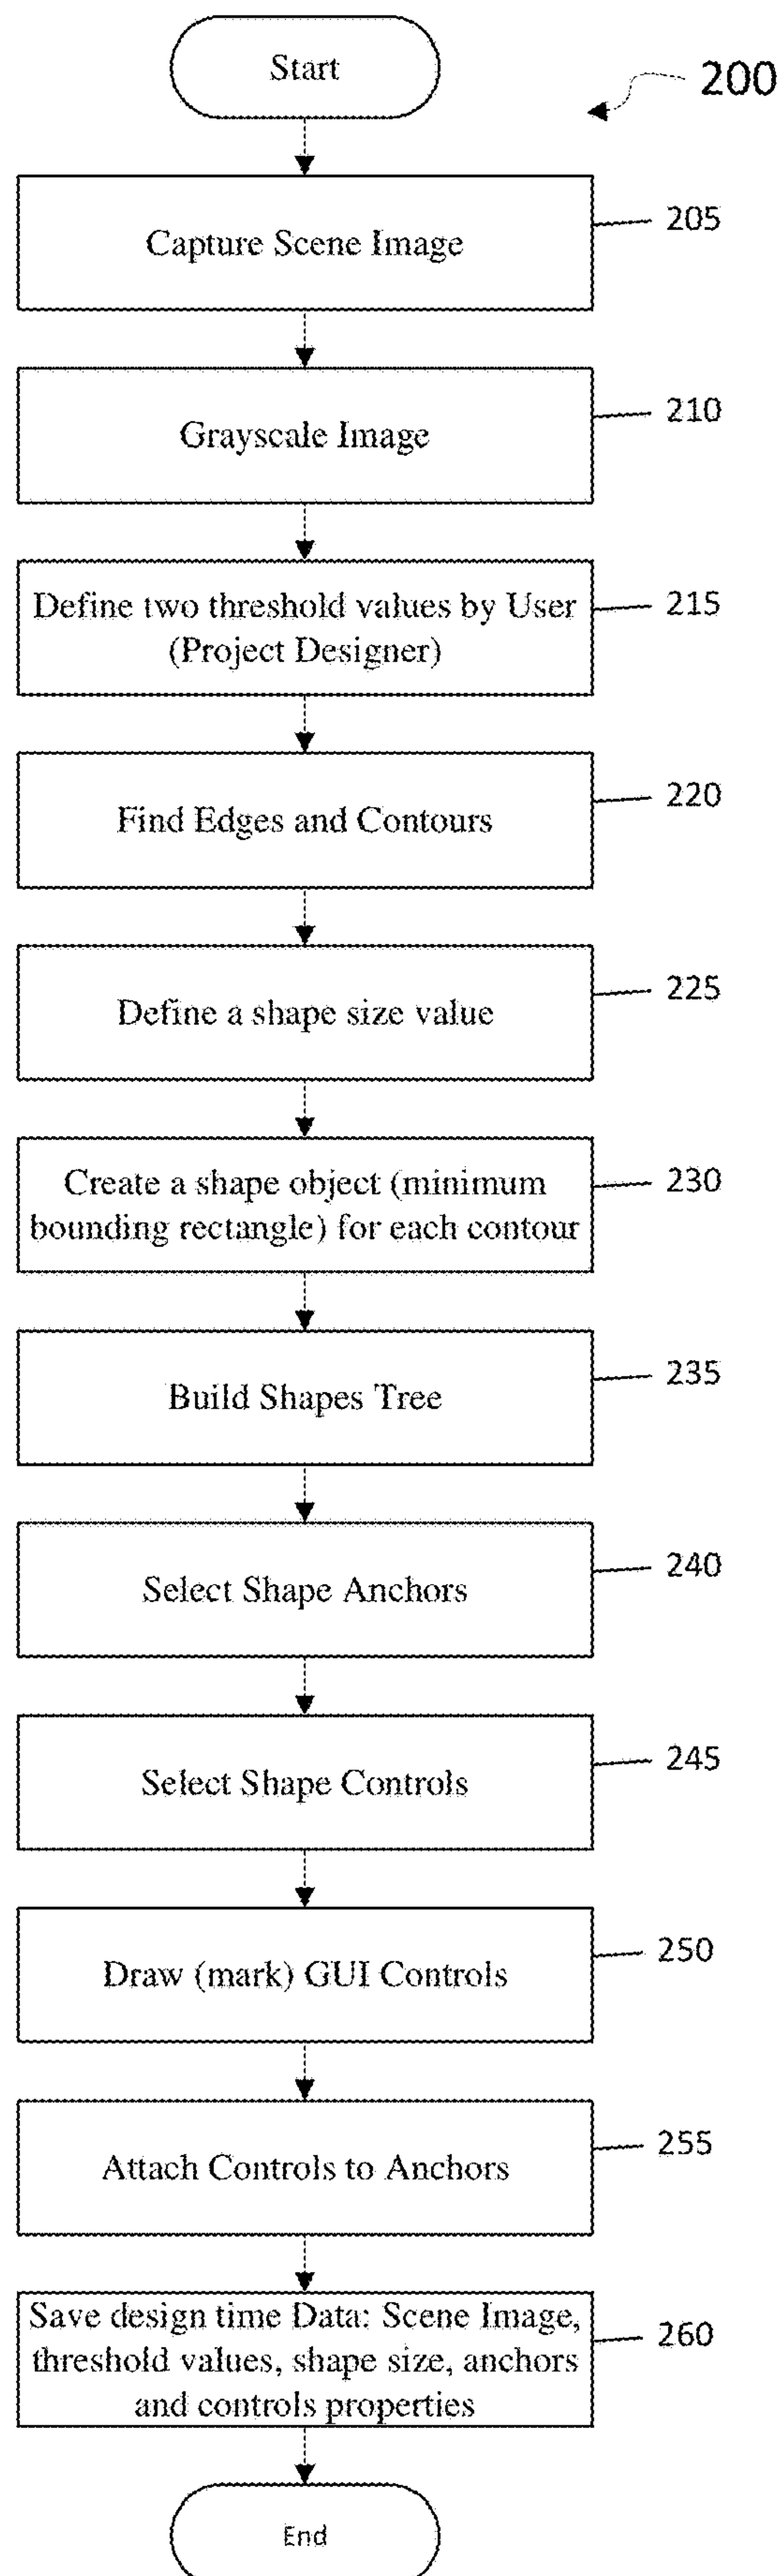 Start
200
Capture Scene Image
205
Grayscale Image
210
Define two threshold values by User
(Project Designer)
215
Find Edges and Contours
220
Define a shape size value
225
Create a shape object (minimum
bounding rectangle) for each contour
230
Build Shapes Tree
235
Select Shape Anchors
240
Select Shape Controls
245
Draw (mark) GUI Controls
250
Attach Controls to Anchors
255
Save design time Data: Scene Image,
threshold values, shape size, anchors
and controls properties
260
End